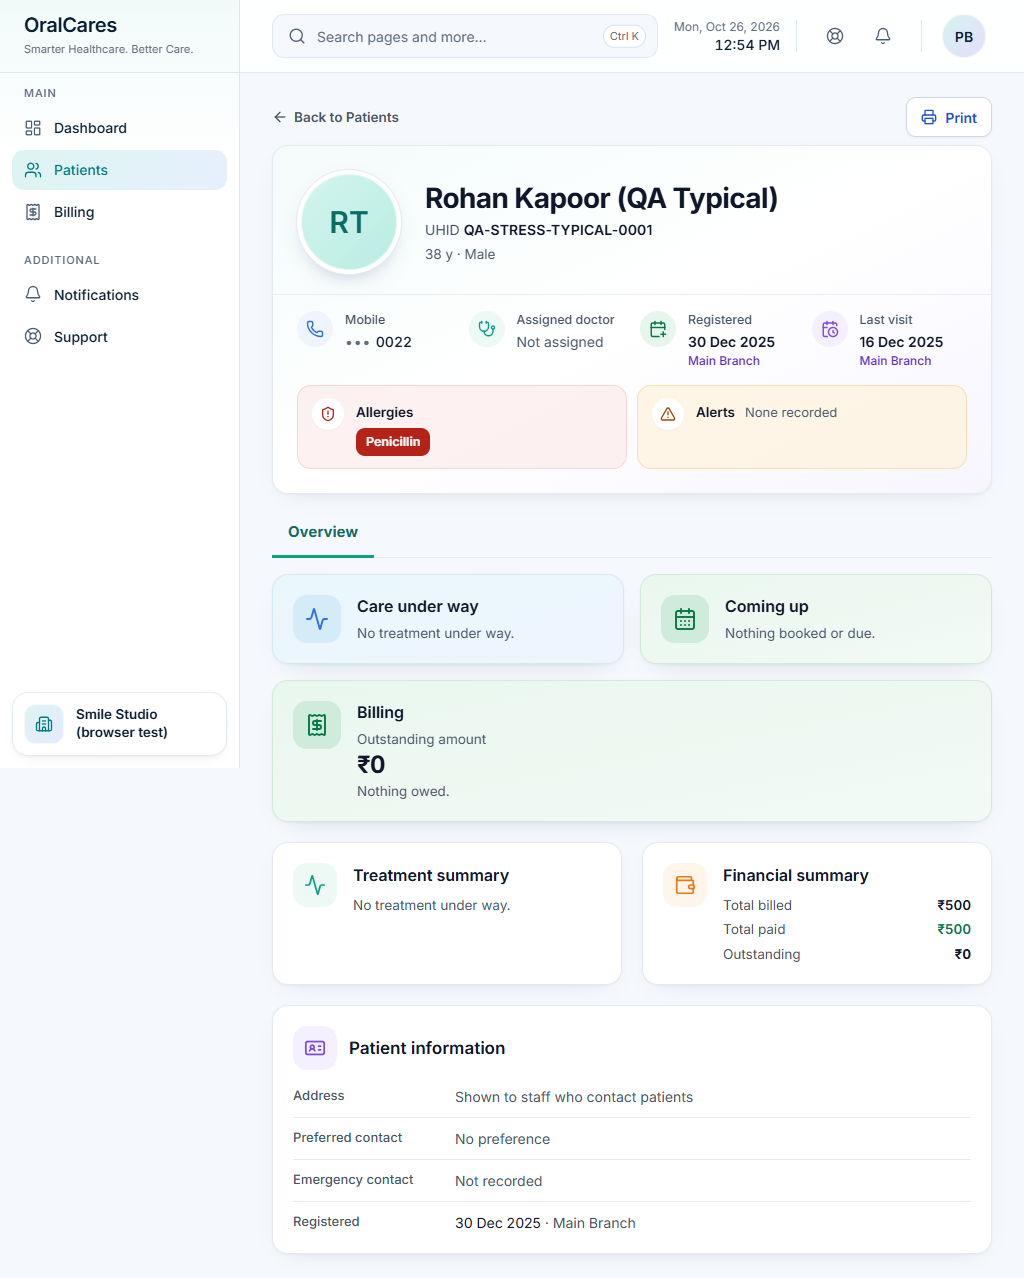 OralCares
Smarter Healthcare. Better Care.
Search pages and more...
Ctrl K
Mon, Oct 26, 2026
12:54 PM
PB
MAIN
Dashboard
Patients
Billing
ADDITIONAL
Notifications
Support
Smile Studio
(browser test)
Back to Patients
Print
RT
Rohan Kapoor (QA Typical)
UHID QA-STRESS-TYPICAL-0001
38 y · Male
Mobile
••• 0022
Assigned doctor
Not assigned
Registered
30 Dec 2025
Main Branch
Last visit
16 Dec 2025
Main Branch
Allergies
Penicillin
Alerts None recorded
Overview
Care under way
No treatment under way.
Coming up
Nothing booked or due.
Billing
Outstanding amount
₹0
Nothing owed.
Treatment summary
No treatment under way.
Financial summary
Total billed ₹500
Total paid ₹500
Outstanding ₹0
Patient information
Address Shown to staff who contact patients
Preferred contact No preference
Emergency contact Not recorded
Registered 30 Dec 2025 · Main Branch